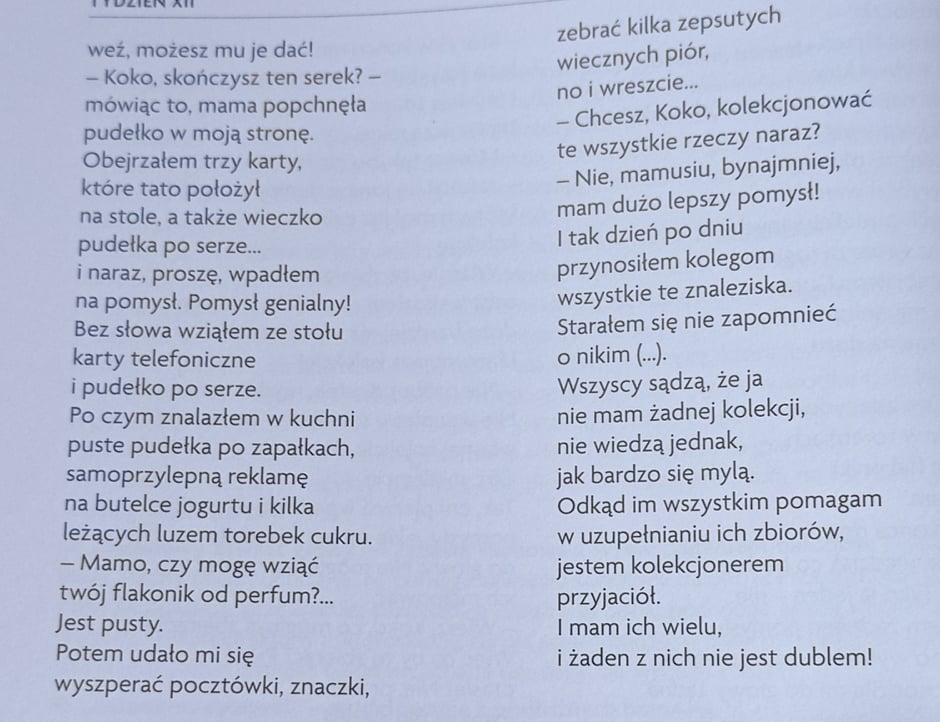 TYDZIEŃ XII
weź, możesz mu je dać!
– Koko, skończysz ten serek? –
mówiąc to, mama popchnęła
pudełko w moją stronę.
Obejrzałem trzy karty,
które tato położył
na stole, a także wieczko
pudełka po serze...
i naraz, proszę, wpadłem
na pomysł. Pomysł genialny!
Bez słowa wziąłem ze stołu
karty telefoniczne
i pudełko po serze.
Po czym znalazłem w kuchni
puste pudełka po zapałkach,
samoprzylepną reklamę
na butelce jogurtu i kilka
leżących luzem torebek cukru.
– Mamo, czy mogę wziąć
twój flakonik od perfum?...
Jest pusty.
Potem udało mi się
wyszperać pocztówki, znaczki,
zebrać kilka zepsutych
wiecznych piór,
no i wreszcie...
– Chcesz, Koko, kolekcjonować
te wszystkie rzeczy naraz?
– Nie, mamusiu, bynajmniej,
mam dużo lepszy pomysł!
I tak dzień po dniu
przynosiłem kolegom
wszystkie te znaleziska.
Starałem się nie zapomnieć
o nikim (...).
Wszyscy sądzą, że ja
nie mam żadnej kolekcji,
nie wiedzą jednak,
jak bardzo się mylą.
Odkąd im wszystkim pomagam
w uzupełnianiu ich zbiorów,
jestem kolekcjonerem
przyjaciół.
I mam ich wielu,
i żaden z nich nie jest dublem!